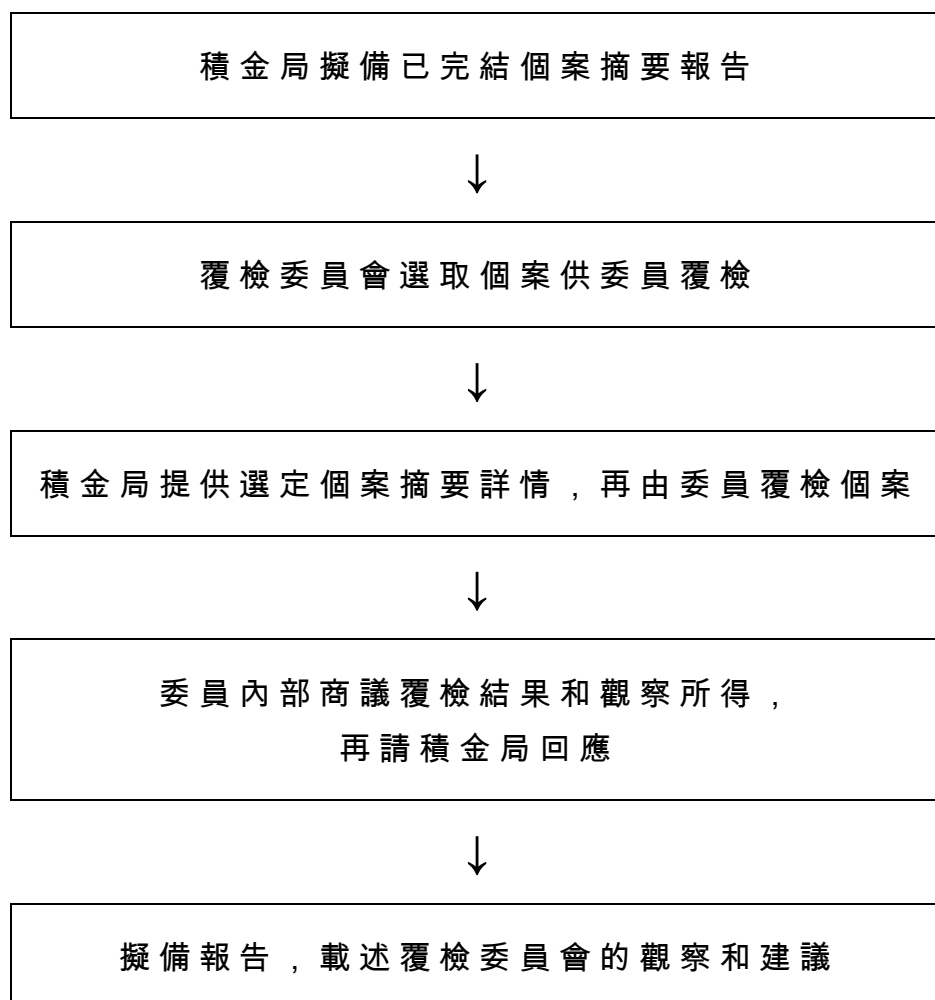 積金局擬備已完結個案摘要報告
↓
覆檢委員會選取個案供委員覆檢
↓
積金局提供選定個案摘要詳情，再由委員覆檢個案
↓
委員內部商議覆檢結果和觀察所得，
再請積金局回應
↓
擬備報告，載述覆檢委員會的觀察和建議